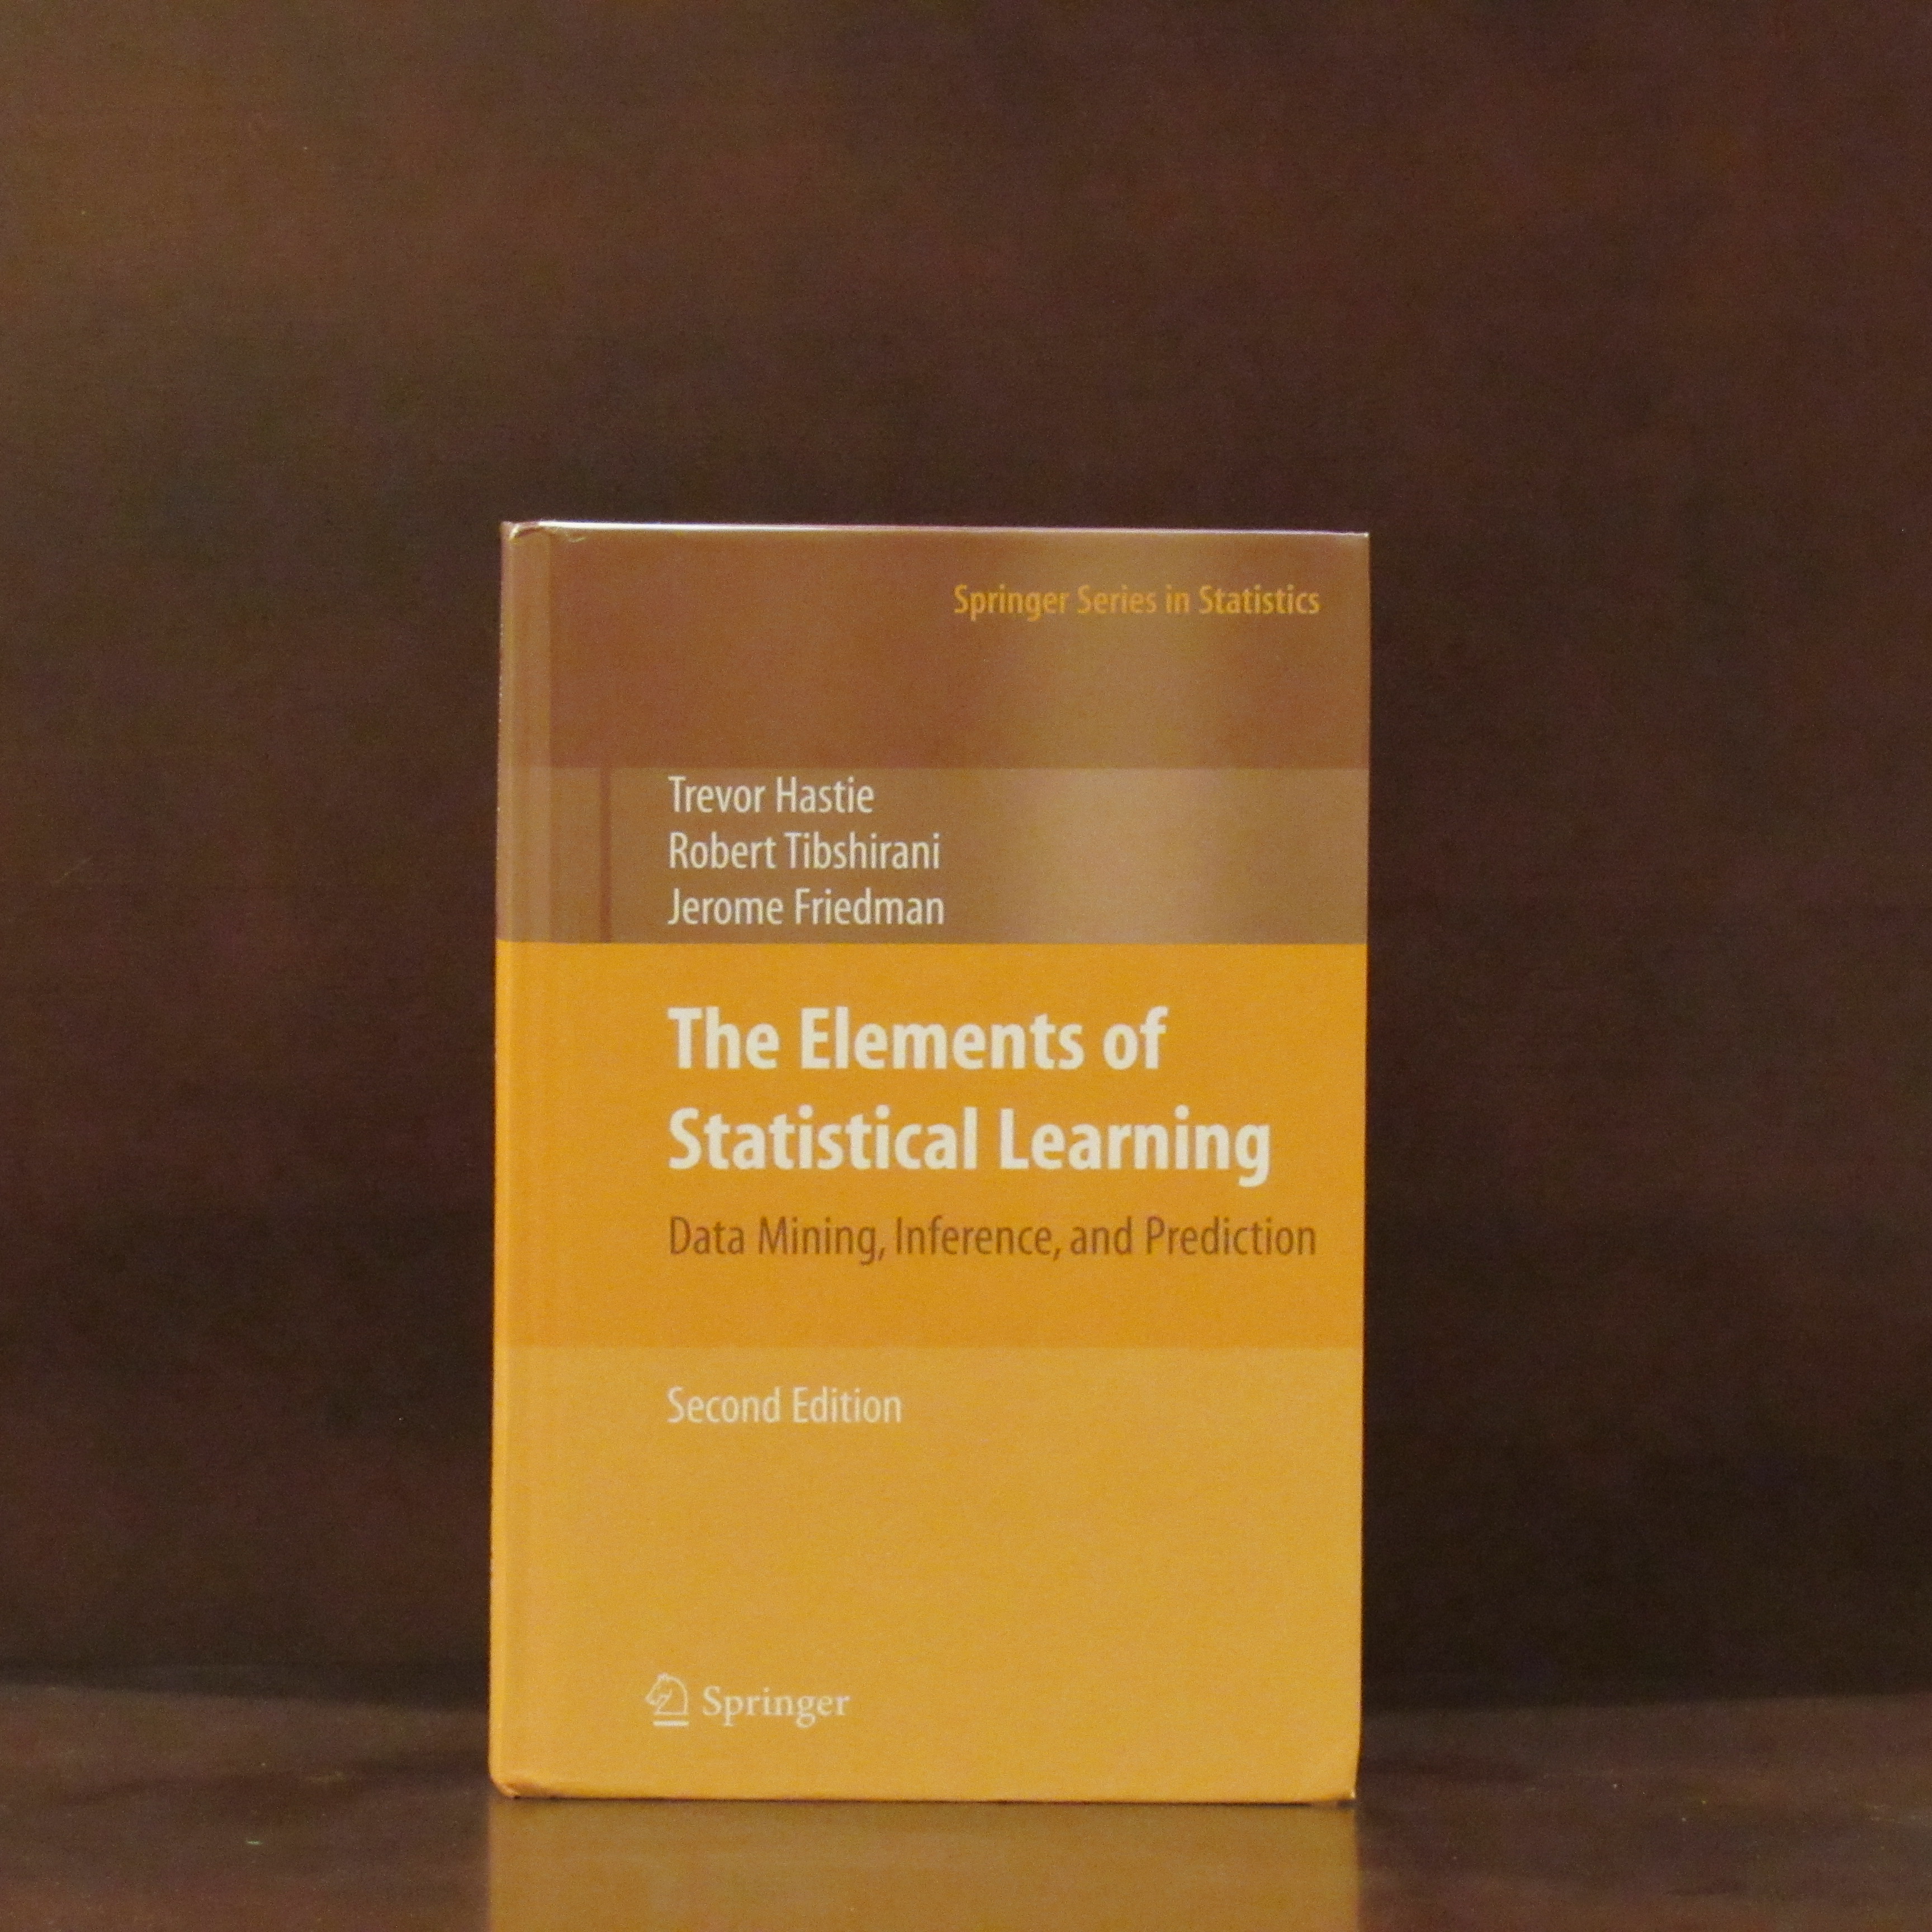 Springer Series in Statistics
Trevor Hastie
Robert Tibshirani
Jerome Friedman
The Elements of
Statistical Learning
Data Mining, Inference, and Prediction
Second Edition
Springer